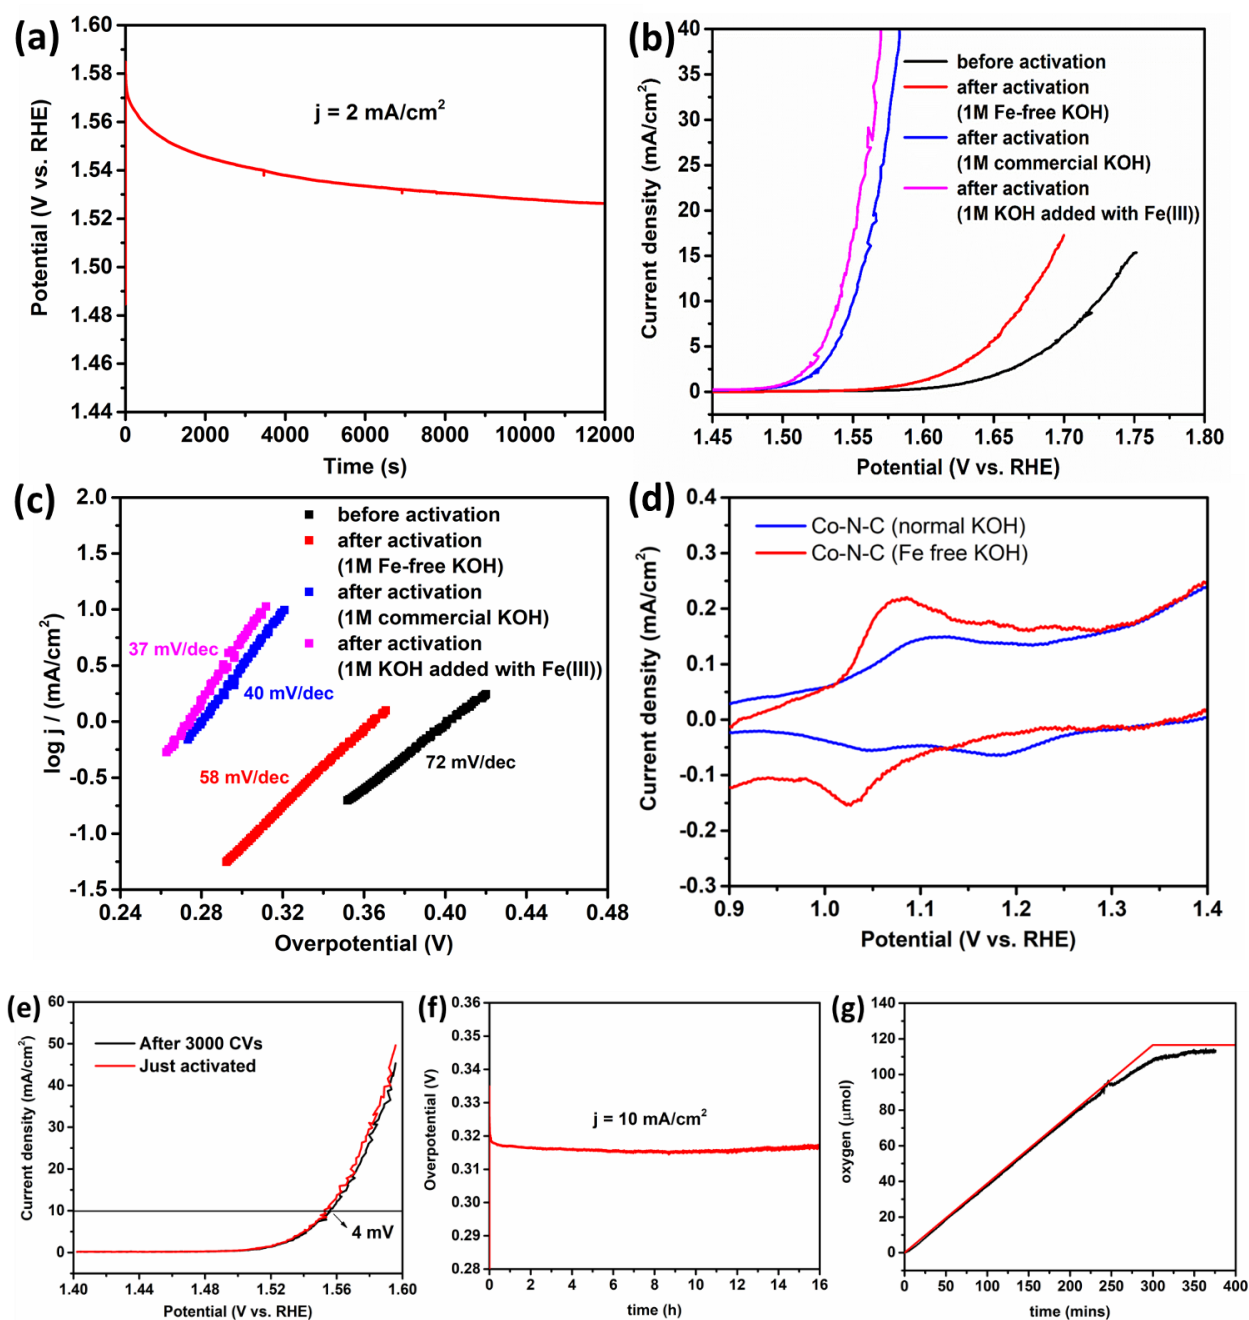 (a)
1.60
1.58
1.56
1.54
1.52
1.50
1.48
1.46
1.44
Potential (V vs. RHE)
j = 2 mA/cm²
0 2000 4000 6000 8000 10000 12000
Time (s)
(b)
40
35
30
25
20
15
10
5
0
Current density (mA/cm²)
before activation
after activation
(1M Fe-free KOH)
after activation
(1M commercial KOH)
after activation
(1M KOH added with Fe(III))
1.45 1.50 1.55 1.60 1.65 1.70 1.75 1.80
Potential (V vs. RHE)
(c)
2.0
1.5
1.0
0.5
0.0
-0.5
-1.0
-1.5
log j / (mA/cm²)
before activation
after activation
(1M Fe-free KOH)
after activation
(1M commercial KOH)
after activation
(1M KOH added with Fe(III))
37 mV/dec
40 mV/dec
58 mV/dec
72 mV/dec
0.24 0.28 0.32 0.36 0.40 0.44 0.48
Overpotential (V)
(d)
0.4
0.3
0.2
0.1
0.0
-0.1
-0.2
-0.3
Current density (mA/cm²)
Co-N-C (normal KOH)
Co-N-C (Fe free KOH)
0.9 1.0 1.1 1.2 1.3 1.4
Potential (V vs. RHE)
(e)
60
50
40
30
20
10
0
Current density (mA/cm²)
After 3000 CVs
Just activated
4 mV
1.40 1.44 1.48 1.52 1.56 1.60
Potential (V vs. RHE)
(f)
0.36
0.35
0.34
0.33
0.32
0.31
0.30
0.29
0.28
Overpotential (V)
j = 10 mA/cm²
0 2 4 6 8 10 12 14 16
time (h)
(g)
140
120
100
80
60
40
20
0
oxygen (μmol)
0 50 100 150 200 250 300 350 400
time (mins)